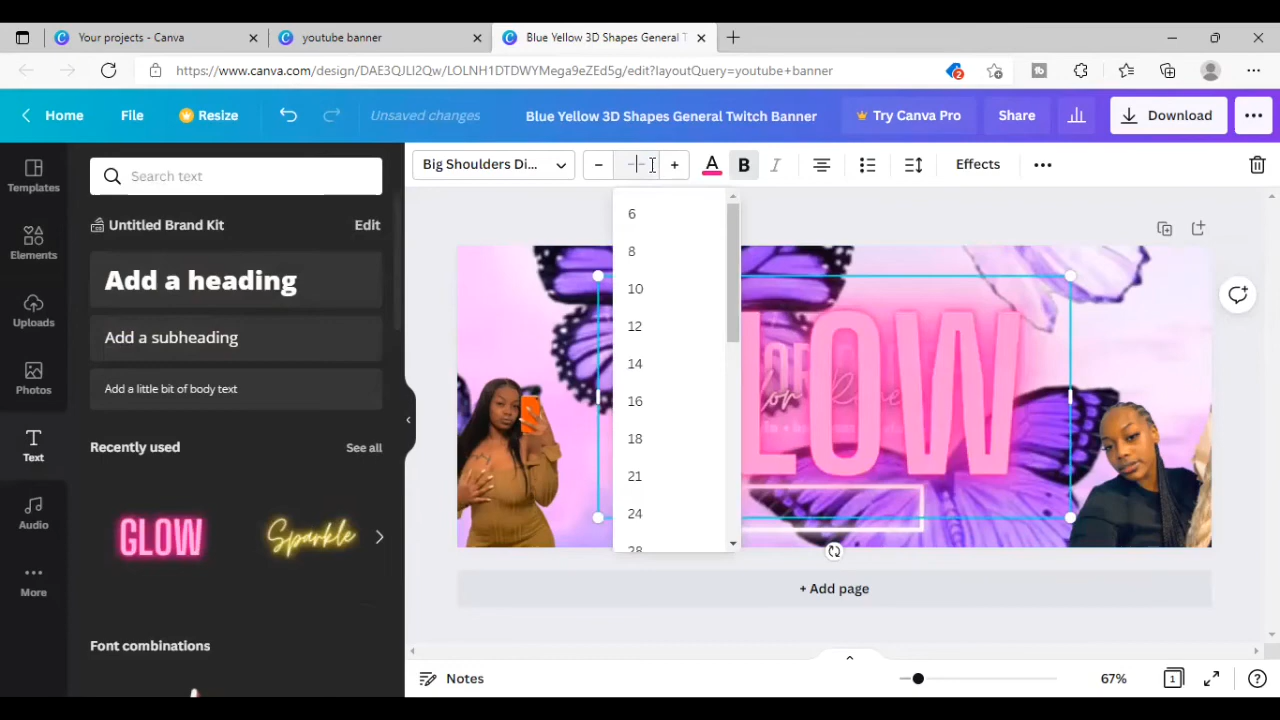 Your projects - Canva
youtube banner
Blue Yellow 3D Shapes General T
https://www.canva.com/design/DAE3QJLl2Qw/LOLNH1DTDWYMega9eZEd5g/edit?layoutQuery=youtube+banner
2
Home
File
Resize
Unsaved changes
Blue Yellow 3D Shapes General Twitch Banner
Try Canva Pro
Share
Download
Big Shoulders Di...
– -- +
A
B
I
Effects
Templates
Elements
Uploads
Photos
Text
Audio
More
Search text
Untitled Brand Kit
Edit
Add a heading
Add a subheading
Add a little bit of body text
Recently used
See all
GLOW
Sparkle
Font combinations
6
8
10
12
14
16
18
21
24
28
LOW
+ Add page
Notes
67%
1
?